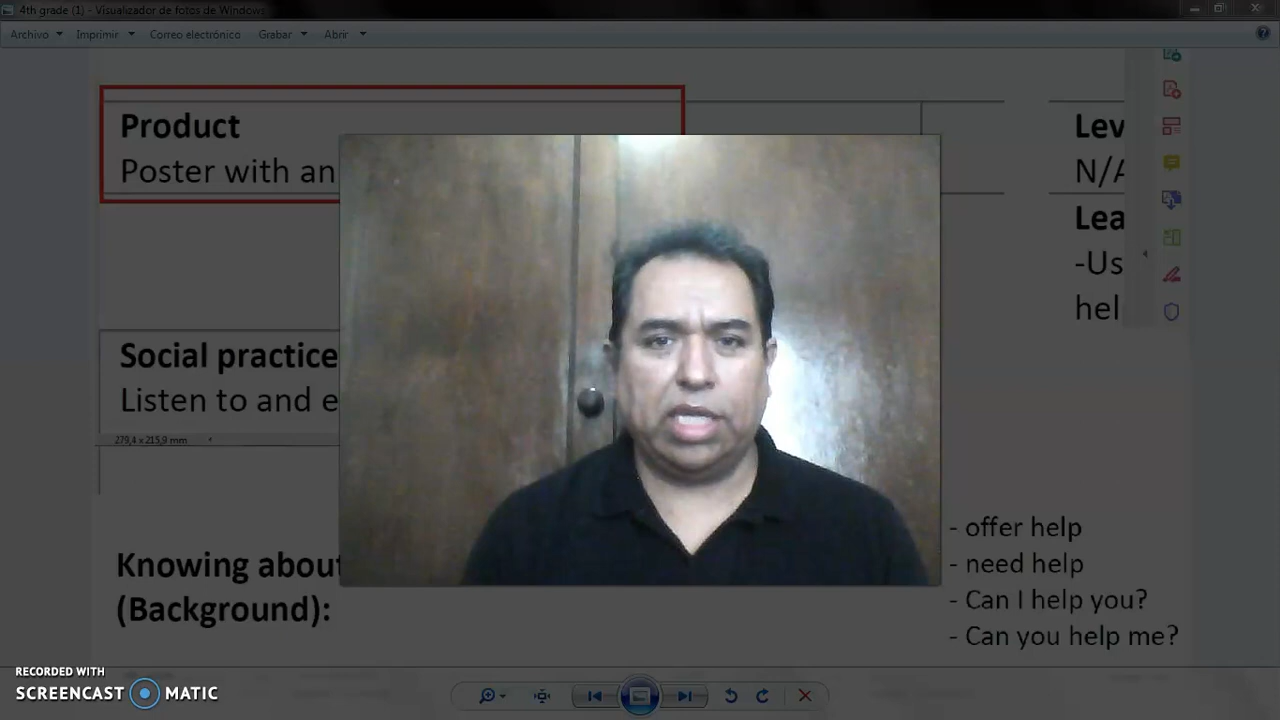 4th grade (1) - Visualizador de fotos de Windows
Archivo Imprimir Correo electrónico Grabar Abrir
Product
Poster with an
Lev
N/A
Lea
-Us
hel
Social practice
Listen to and e
279,4 x 215,9 mm
Knowing about
(Background):
- offer help
- need help
- Can I help you?
- Can you help me?
RECORDED WITH
SCREENCAST MATIC